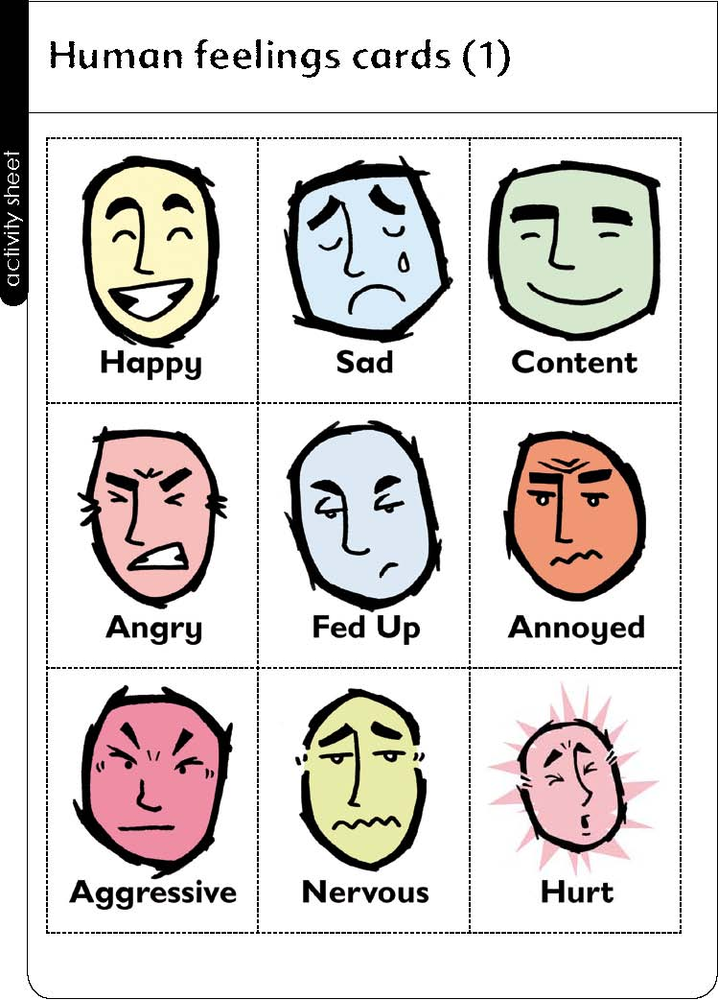 Human feelings cards (1)
activity sheet
Happy
Sad
Content
Angry
Fed Up
Annoyed
Aggressive
Nervous
Hurt